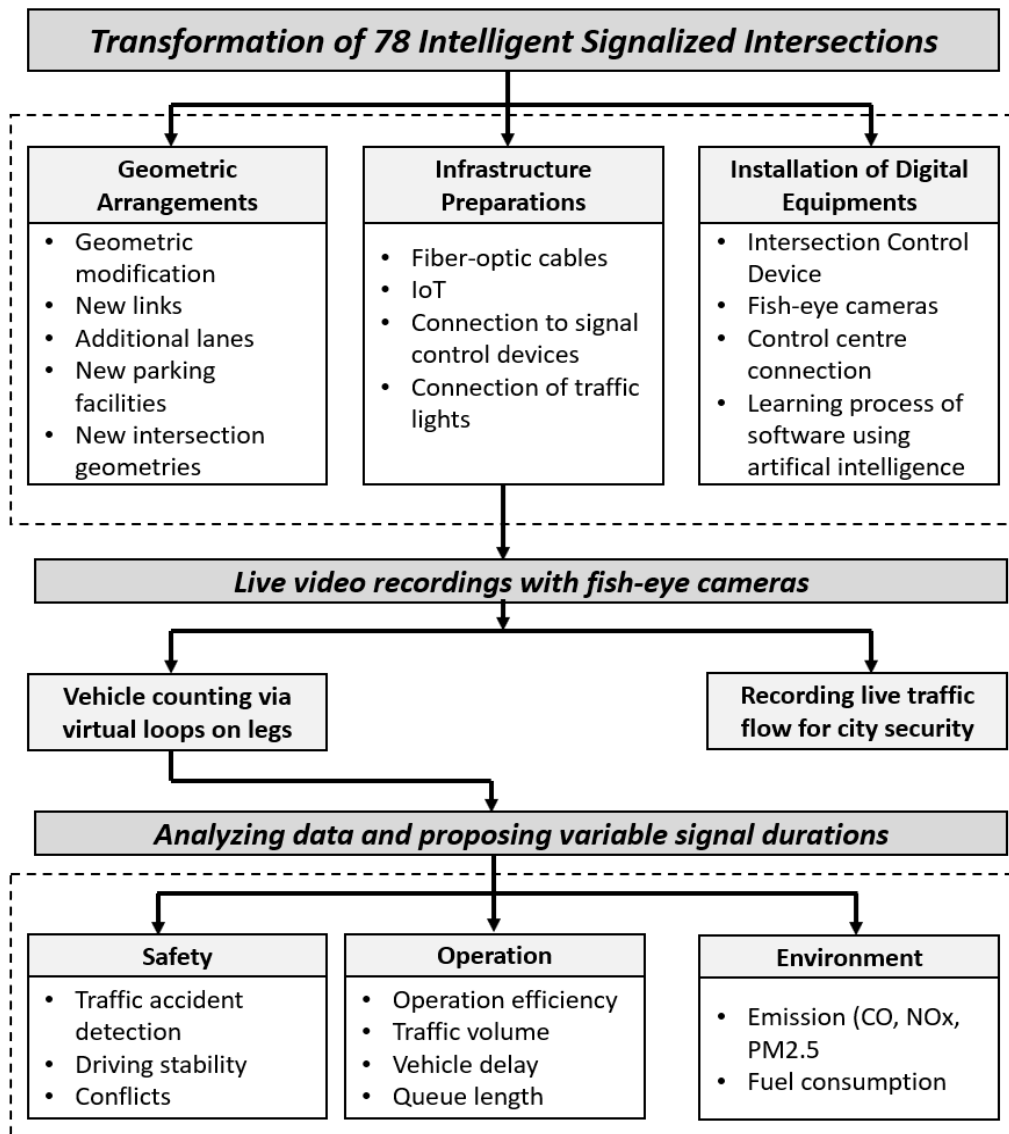 Transformation of 78 Intelligent Signalized Intersections
Geometric
Arrangements
• Geometric
modification
• New links
• Additional lanes
• New parking
facilities
• New intersection
geometries
Infrastructure
Preparations
• Fiber-optic cables
• IoT
• Connection to signal
control devices
• Connection of traffic
lights
Installation of Digital
Equipments
• Intersection Control
Device
• Fish-eye cameras
• Control centre
connection
• Learning process of
software using
artifical intelligence
Live video recordings with fish-eye cameras
Vehicle counting via
virtual loops on legs
Recording live traffic
flow for city security
Analyzing data and proposing variable signal durations
Safety
• Traffic accident
detection
• Driving stability
• Conflicts
Operation
• Operation efficiency
• Traffic volume
• Vehicle delay
• Queue length
Environment
• Emission (CO, NOx,
PM2.5
• Fuel consumption